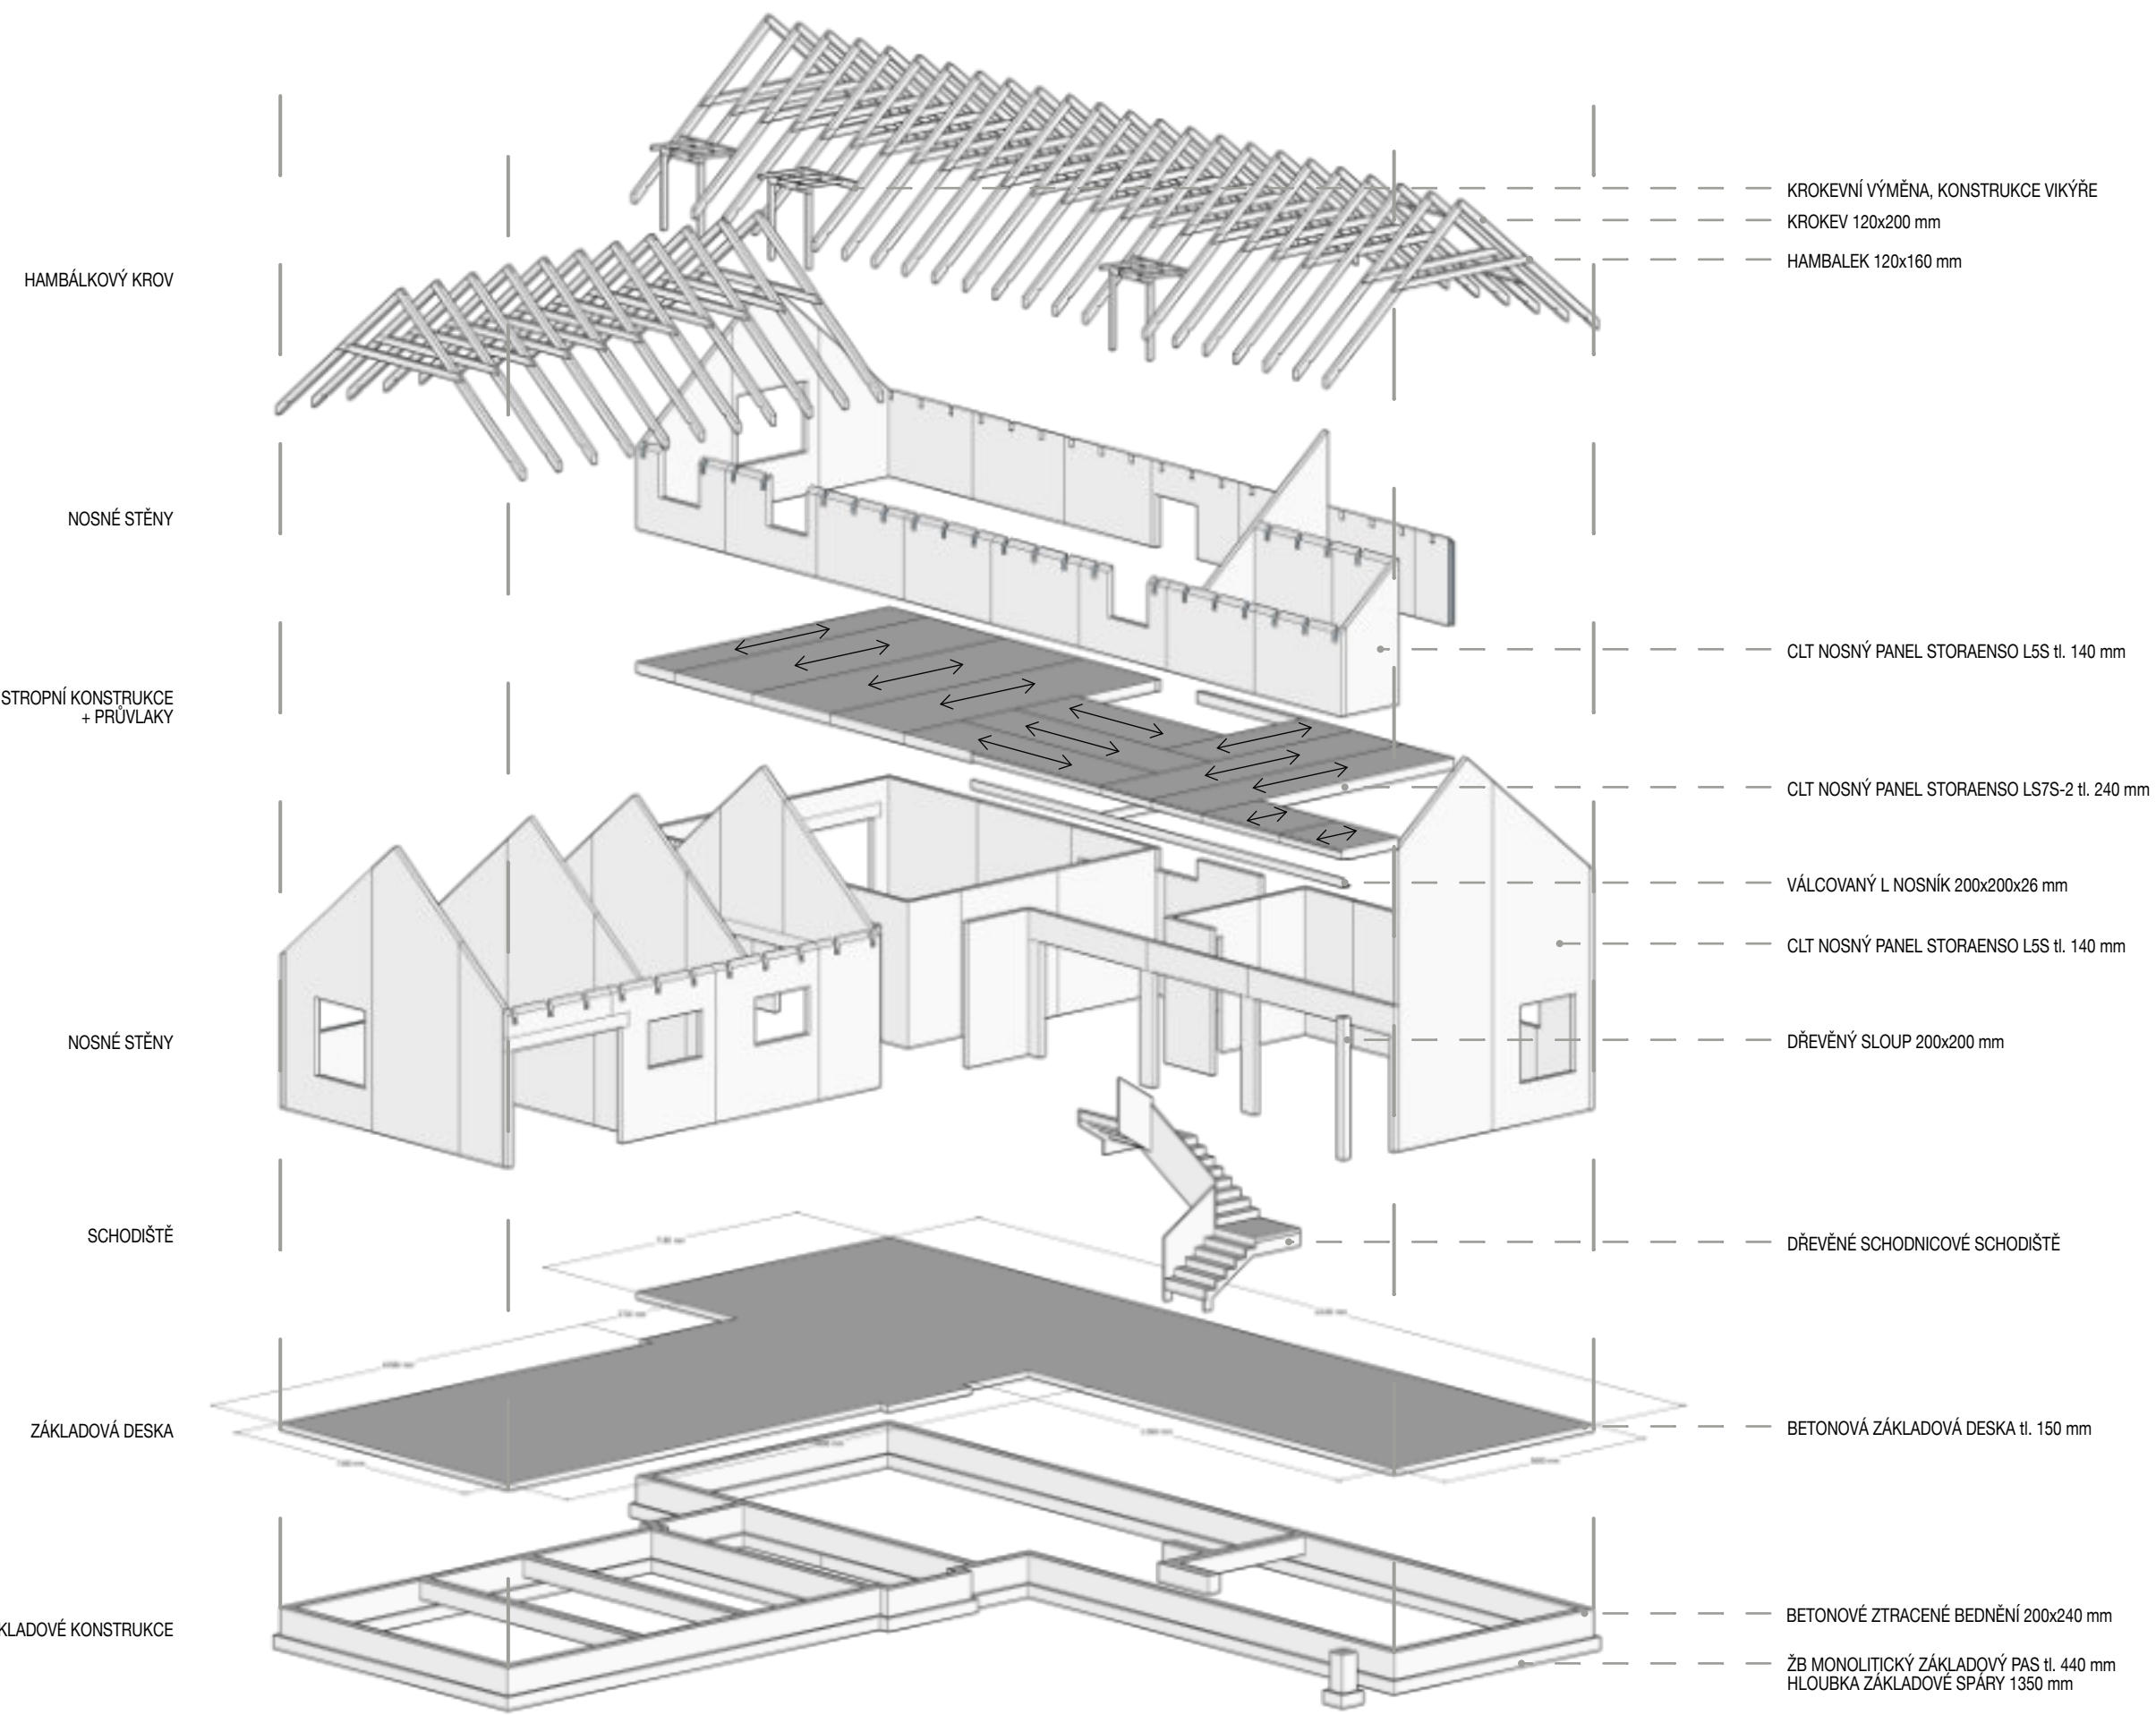 KROKEVNÍ VÝMĚNA, KONSTRUKCE VIKÝŘE
KROKEV 120x200 mm
HAMBALEK 120x160 mm
HAMBÁLKOVÝ KROV
NOSNÉ STĚNY
CLT NOSNÝ PANEL STORAENSO L5S tl. 140 mm
STROPNÍ KONSTRUKCE
+ PRŮVLAKY
CLT NOSNÝ PANEL STORAENSO LS7S-2 tl. 240 mm
VÁLCOVANÝ L NOSNÍK 200x200x26 mm
CLT NOSNÝ PANEL STORAENSO L5S tl. 140 mm
NOSNÉ STĚNY
DŘEVĚNÝ SLOUP 200x200 mm
SCHODIŠTĚ
DŘEVĚNÉ SCHODNICOVÉ SCHODIŠTĚ
ZÁKLADOVÁ DESKA
BETONOVÁ ZÁKLADOVÁ DESKA tl. 150 mm
BETONOVÉ ZTRACENÉ BEDNĚNÍ 200x240 mm
KLADOVÉ KONSTRUKCE
ŽB MONOLITICKÝ ZÁKLADOVÝ PAS tl. 440 mm
HLOUBKA ZÁKLADOVÉ SPÁRY 1350 mm